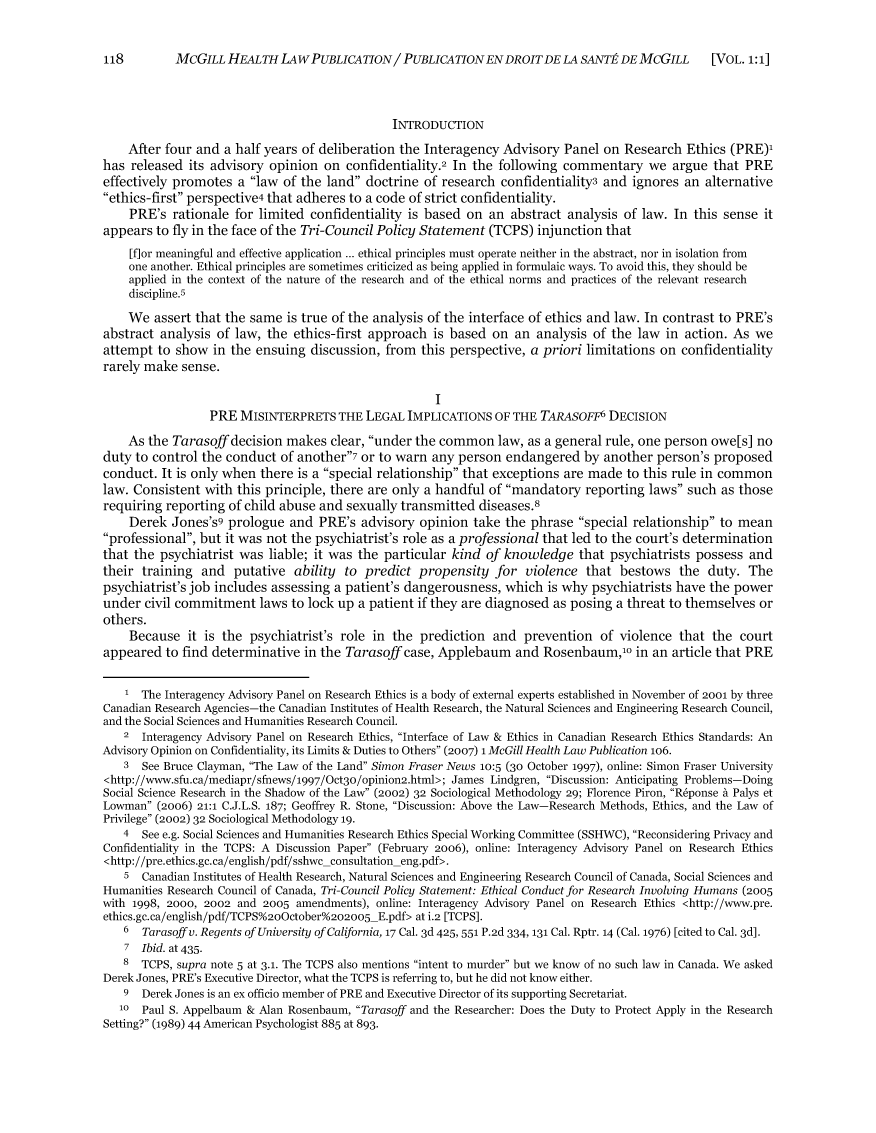 118 MCGILL HEALTH LAW PUBLICATION / PUBLICATION EN DROIT DE LA SANTÉ DE MCGILL [VOL. 1:1]
INTRODUCTION
After four and a half years of deliberation the Interagency Advisory Panel on Research Ethics (PRE)1
has released its advisory opinion on confidentiality.2 In the following commentary we argue that PRE
effectively promotes a “law of the land” doctrine of research confidentiality3 and ignores an alternative
“ethics-first” perspective4 that adheres to a code of strict confidentiality.
PRE’s rationale for limited confidentiality is based on an abstract analysis of law. In this sense it
appears to fly in the face of the Tri-Council Policy Statement (TCPS) injunction that
[f]or meaningful and effective application ... ethical principles must operate neither in the abstract, nor in isolation from
one another. Ethical principles are sometimes criticized as being applied in formulaic ways. To avoid this, they should be
applied in the context of the nature of the research and of the ethical norms and practices of the relevant research
discipline.5
We assert that the same is true of the analysis of the interface of ethics and law. In contrast to PRE’s
abstract analysis of law, the ethics-first approach is based on an analysis of the law in action. As we
attempt to show in the ensuing discussion, from this perspective, a priori limitations on confidentiality
rarely make sense.
I
PRE MISINTERPRETS THE LEGAL IMPLICATIONS OF THE TARASOFF6 DECISION
As the Tarasoff decision makes clear, “under the common law, as a general rule, one person owe[s] no
duty to control the conduct of another”7 or to warn any person endangered by another person’s proposed
conduct. It is only when there is a “special relationship” that exceptions are made to this rule in common
law. Consistent with this principle, there are only a handful of “mandatory reporting laws” such as those
requiring reporting of child abuse and sexually transmitted diseases.8
Derek Jones’s9 prologue and PRE’s advisory opinion take the phrase “special relationship” to mean
“professional”, but it was not the psychiatrist’s role as a professional that led to the court’s determination
that the psychiatrist was liable; it was the particular kind of knowledge that psychiatrists possess and
their training and putative ability to predict propensity for violence that bestows the duty. The
psychiatrist’s job includes assessing a patient’s dangerousness, which is why psychiatrists have the power
under civil commitment laws to lock up a patient if they are diagnosed as posing a threat to themselves or
others.
Because it is the psychiatrist’s role in the prediction and prevention of violence that the court
appeared to find determinative in the Tarasoff case, Applebaum and Rosenbaum,10 in an article that PRE
1 The Interagency Advisory Panel on Research Ethics is a body of external experts established in November of 2001 by three
Canadian Research Agencies—the Canadian Institutes of Health Research, the Natural Sciences and Engineering Research Council,
and the Social Sciences and Humanities Research Council.
2 Interagency Advisory Panel on Research Ethics, “Interface of Law & Ethics in Canadian Research Ethics Standards: An
Advisory Opinion on Confidentiality, its Limits & Duties to Others” (2007) 1 McGill Health Law Publication 106.
3 See Bruce Clayman, “The Law of the Land” Simon Fraser News 10:5 (30 October 1997), online: Simon Fraser University
<http://www.sfu.ca/mediapr/sfnews/1997/Oct30/opinion2.html>; James Lindgren, “Discussion: Anticipating Problems—Doing
Social Science Research in the Shadow of the Law” (2002) 32 Sociological Methodology 29; Florence Piron, “Réponse à Palys et
Lowman” (2006) 21:1 C.J.L.S. 187; Geoffrey R. Stone, “Discussion: Above the Law—Research Methods, Ethics, and the Law of
Privilege” (2002) 32 Sociological Methodology 19.
4 See e.g. Social Sciences and Humanities Research Ethics Special Working Committee (SSHWC), “Reconsidering Privacy and
Confidentiality in the TCPS: A Discussion Paper” (February 2006), online: Interagency Advisory Panel on Research Ethics
<http://pre.ethics.gc.ca/english/pdf/sshwc_consultation_eng.pdf>.
5 Canadian Institutes of Health Research, Natural Sciences and Engineering Research Council of Canada, Social Sciences and
Humanities Research Council of Canada, Tri-Council Policy Statement: Ethical Conduct for Research Involving Humans (2005
with 1998, 2000, 2002 and 2005 amendments), online: Interagency Advisory Panel on Research Ethics <http://www.pre.
ethics.gc.ca/english/pdf/TCPS%20October%202005_E.pdf> at i.2 [TCPS].
6 Tarasoff v. Regents of University of California, 17 Cal. 3d 425, 551 P.2d 334, 131 Cal. Rptr. 14 (Cal. 1976) [cited to Cal. 3d].
7 Ibid. at 435.
8 TCPS, supra note 5 at 3.1. The TCPS also mentions “intent to murder” but we know of no such law in Canada. We asked
Derek Jones, PRE’s Executive Director, what the TCPS is referring to, but he did not know either.
9 Derek Jones is an ex officio member of PRE and Executive Director of its supporting Secretariat.
10 Paul S. Appelbaum & Alan Rosenbaum, “Tarasoff and the Researcher: Does the Duty to Protect Apply in the Research
Setting?” (1989) 44 American Psychologist 885 at 893.